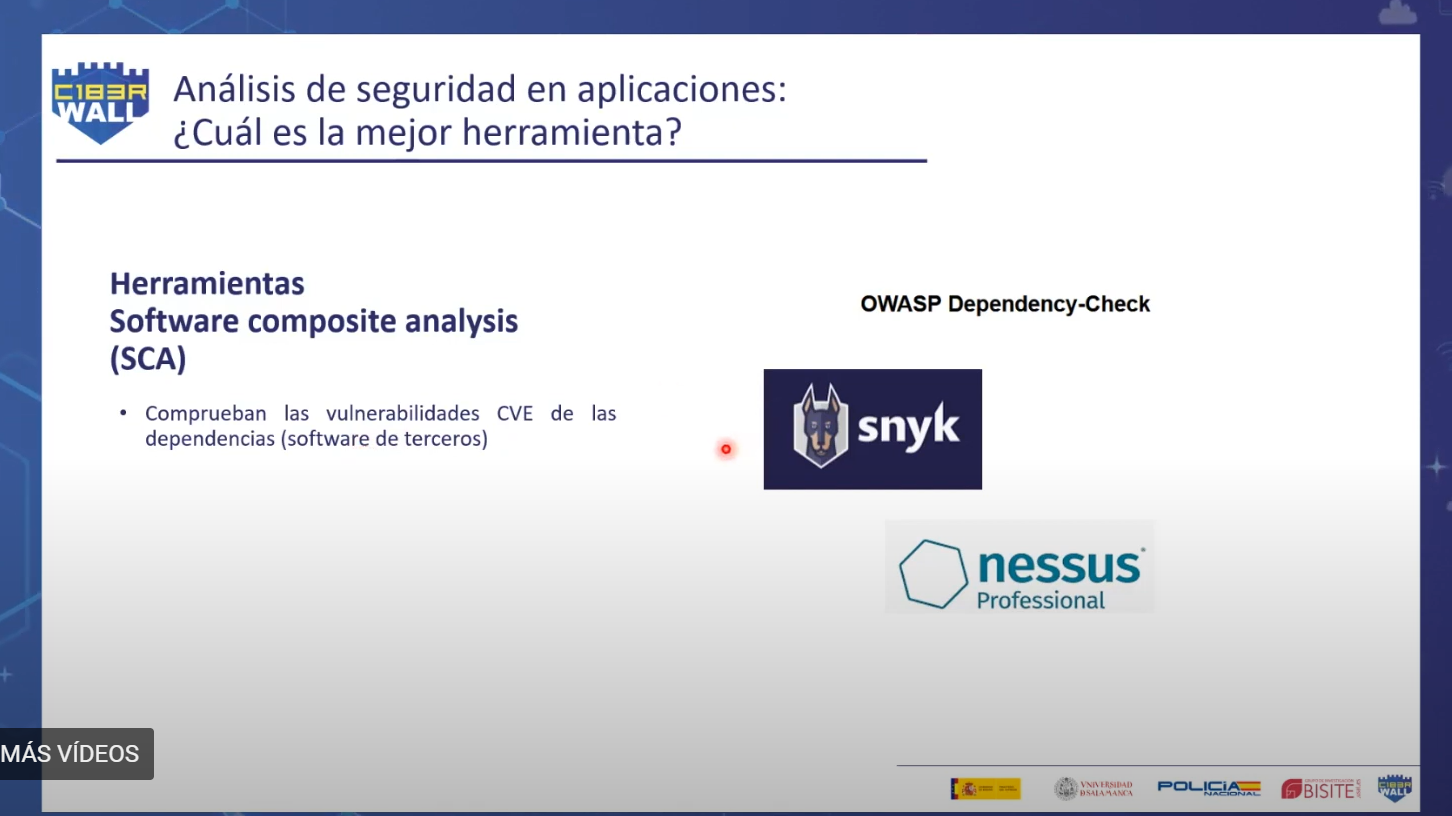 C1B3R
WALL
Análisis de seguridad en aplicaciones:
¿Cuál es la mejor herramienta?
Herramientas
Software composite analysis
(SCA)
• Comprueban las vulnerabilidades CVE de las
dependencias (software de terceros)
OWASP Dependency-Check
snyk
nessus
Professional
MÁS VÍDEOS
VNIVERSIDAD
D SALAMANCA
POLICÍA
NACIONAL
BISITE
C1B3R
WALL